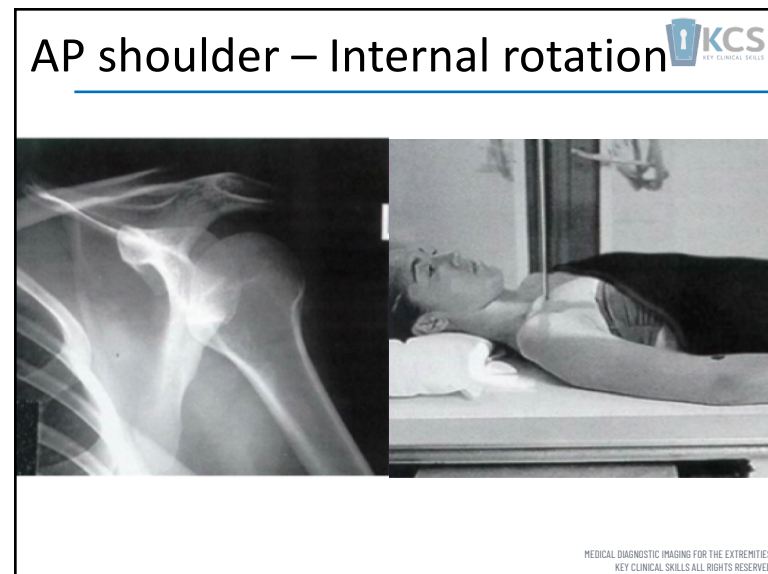 AP shoulder – Internal rotation
KCS
KEY CLINICAL SKILLS
MEDICAL DIAGNOSTIC IMAGING FOR THE EXTREMITIES
KEY CLINICAL SKILLS ALL RIGHTS RESERVE